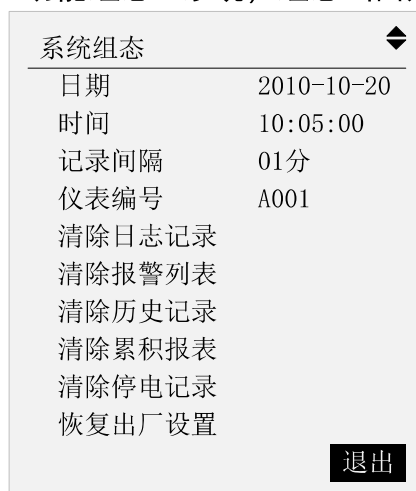 系统组态
日期 2010-10-20
时间 10:05:00
记录间隔 01分
仪表编号 A001
清除日志记录
清除报警列表
清除历史记录
清除累积报表
清除停电记录
恢复出厂设置
退出